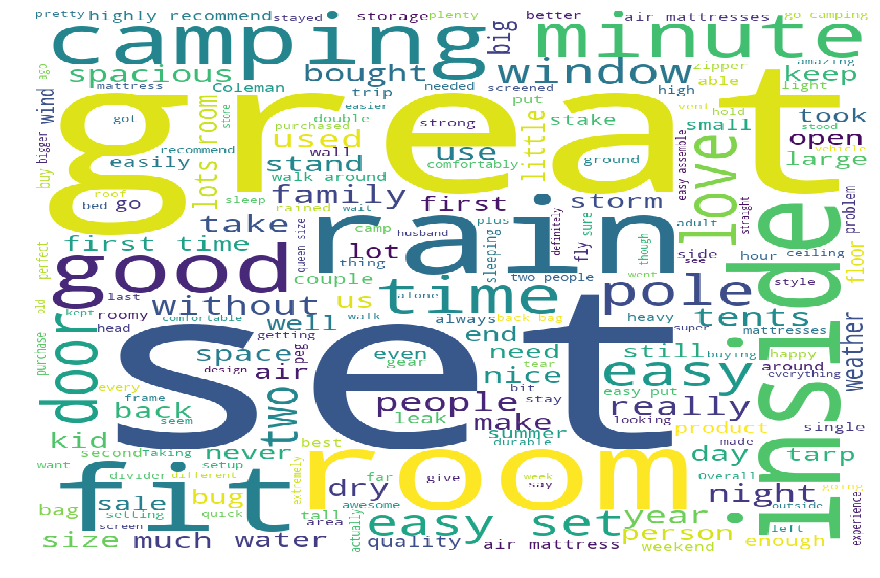 pretty
highly recommend
stayed
storage
plenty
better
air mattresses
go camping
camping
big
minute
ago
spacious
mattress
Coleman
bought
trip
needed
easier
window
screened
put
high
zipper
able
amazing
keep
light
great
wind
bigger
got
recommend
lots room
store
double
purchased
used
wall
strong
use
comfortably
little
stake
ground
vent
hold
small
stood
took
open
vehicle
large
easy assemble
buy
easily
stand
walk around
roof
bed
go
sleep
family
rained
wait
first
plus
storm
definitely
sure
love
adult
straight
problem
inside
take
queen size
camp
husband
rain
fly
though
side
see
hour
ceiling
floor
first time
perfect
good
lot
thing
couple
sleeping
two people
went
pole
style
weather
old
kept
last
roomy
without
us
alone
time
always
back bag
heavy
tents
door
comfortable
head
getting
well
walk
end
super
mattresses
purchase
space
peg
set
even
need
still
buying
happy
around
everything
design
air
gear
tear
nice
bit
easy
easy put
every
frame
seem
back
two
people
leak
make
stay
durable
looking
really
product
made
single
kid
second
Taking
never
best
summer
day
tarp
want
divider
setup
different
fit
extremely
room
dry
far
give
week
say
Overall
going
bag
setting
screen
quick
sale
bug
tall
area
awesome
night
outside
experience
size
much water
actually
easy set
quality
air mattress
year
person
weekend
left
enough